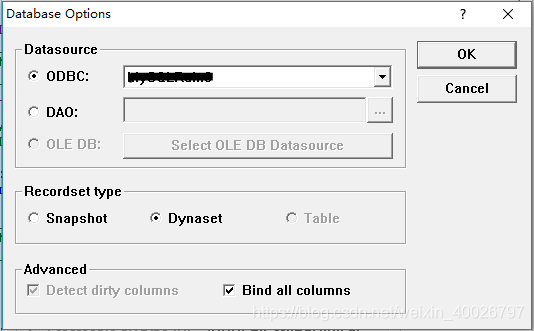 Database Options
? ×
Datasource
ODBC:
OK
DAO:
...
Cancel
OLE DB:
Select OLE DB Datasource
Recordset type
Snapshot
Dynaset
Table
Advanced
Detect dirty columns
Bind all columns
https://blog.csdn.net/weixin_40026797